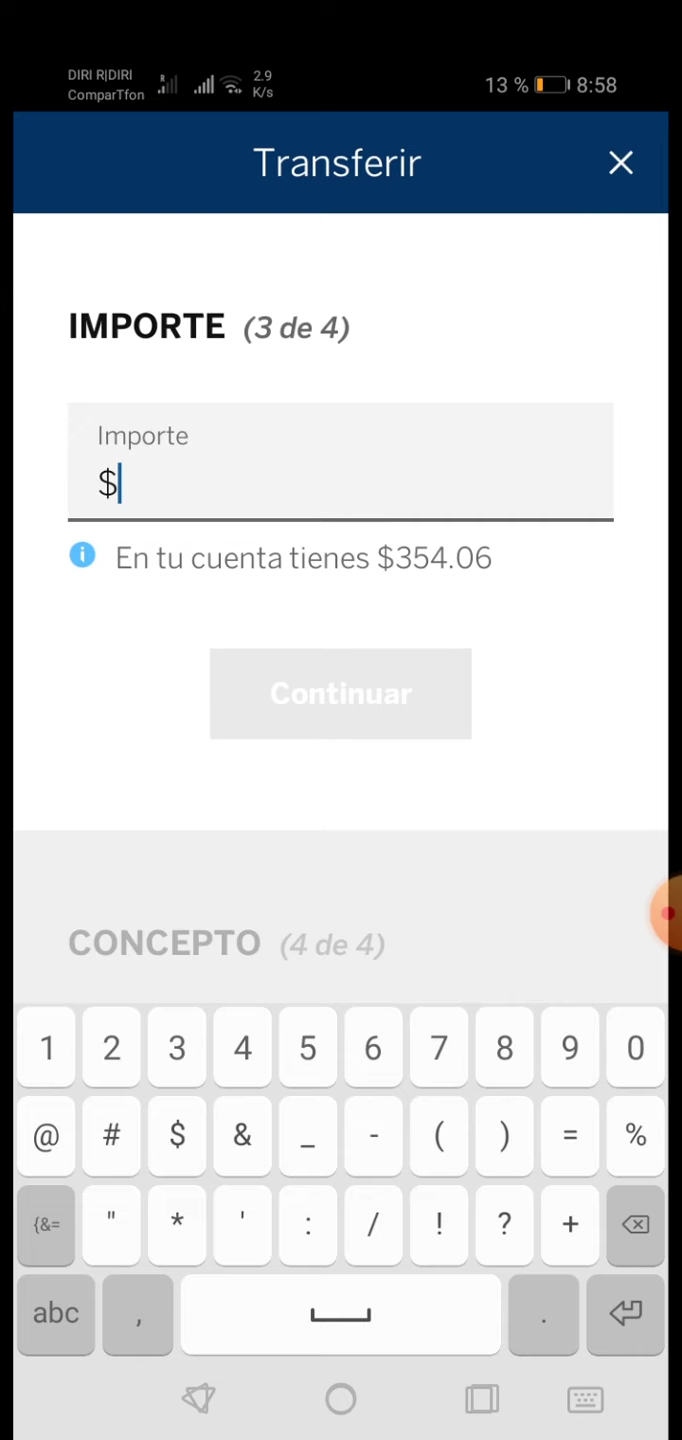 DIRI R|DIRI
ComparTfon
R
2.9
K/s
13 %
8:58
Transferir
IMPORTE (3 de 4)
Importe
$
En tu cuenta tienes $354.06
Continuar
CONCEPTO (4 de 4)
1 2 3 4 5 6 7 8 9 0
@ # $ & _ - ( ) = %
{&= " * ' : / ! ? +
abc , .